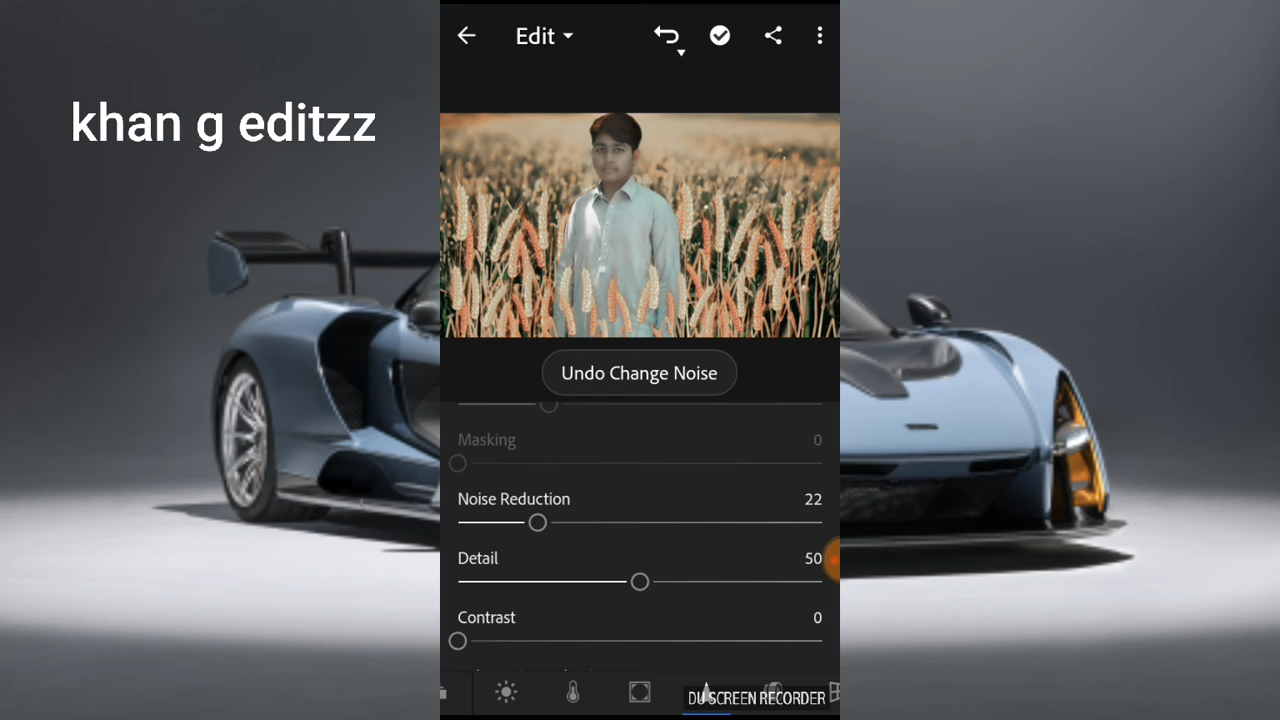 khan g editzz
Edit
Undo Change Noise
Masking 0
Noise Reduction 22
Detail 50
Contrast 0
DU SCREEN RECORDER